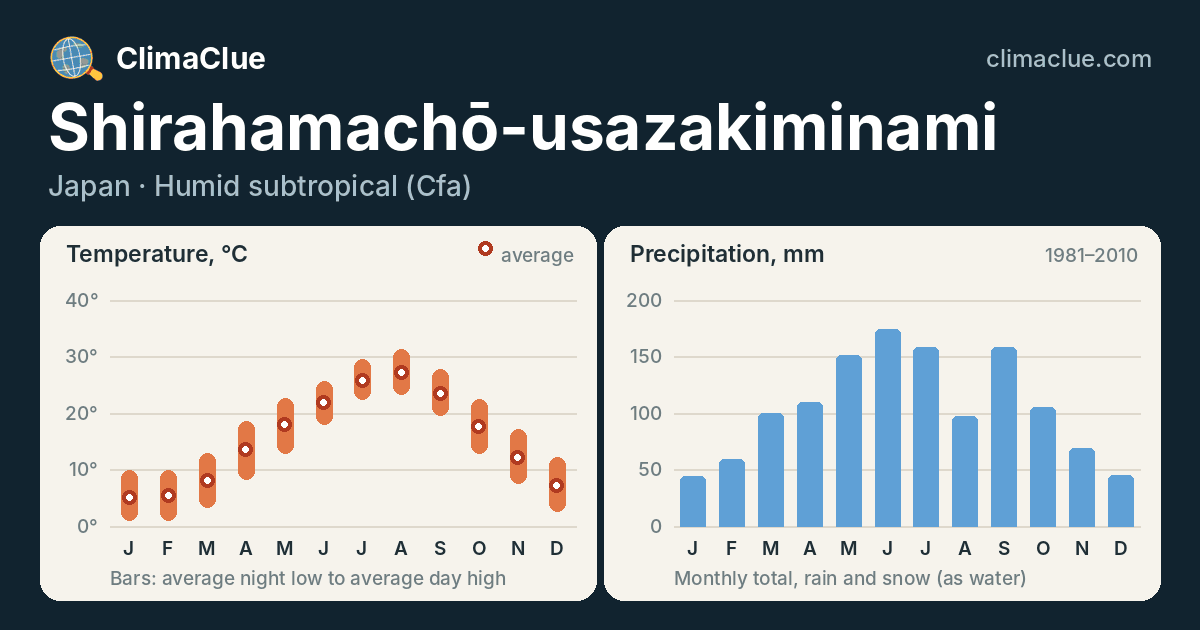 ClimaClue
climaclue.com
Shirahamachō-usazakiminami
Japan · Humid subtropical (Cfa)
Temperature, °C
average
40°
30°
20°
10°
0°
J F M A M J J A S O N D
Bars: average night low to average day high
Precipitation, mm
1981–2010
200
150
100
50
0
J F M A M J J A S O N D
Monthly total, rain and snow (as water)